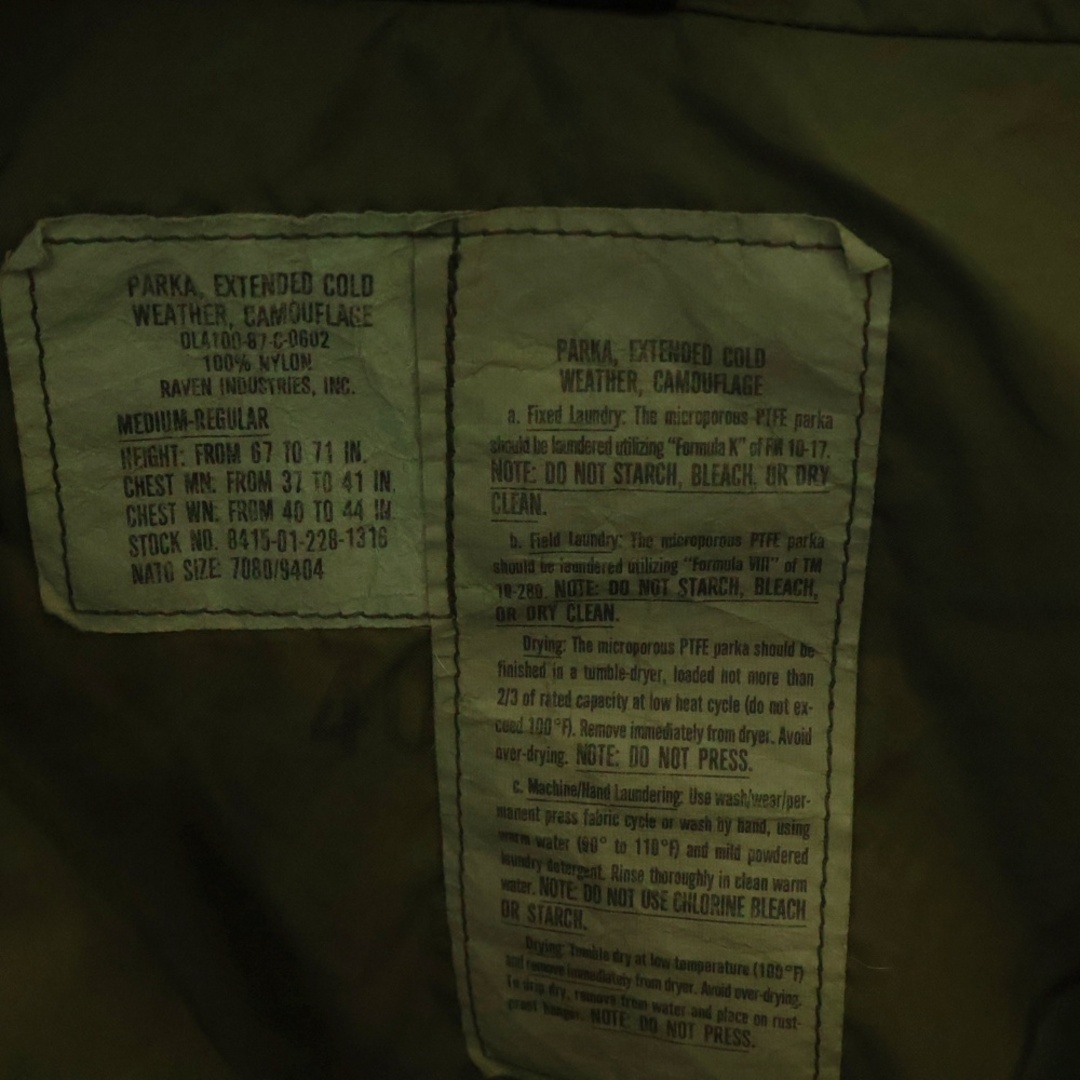 PARKA, EXTENDED COLD
WEATHER, CAMOUFLAGE
DLA100-87-C-0602
100% NYLON
RAVEN INDUSTRIES, INC.
MEDIUM-REGULAR
HEIGHT: FROM 67 TO 71 IN.
CHEST MN: FROM 37 TO 41 IN.
CHEST WN: FROM 40 TO 44 IN.
STOCK NO. 8415-01-228-1316
NATO SIZE: 7080/9404
40
PARKA, EXTENDED COLD
WEATHER, CAMOUFLAGE
a. Fixed Laundry: The microporous PTFE parka
should be laundered utilizing "Formula K" of FM 10-17.
NOTE: DO NOT STARCH, BLEACH, OR DRY
CLEAN.
b. Field Laundry: The microporous PTFE parka
should be laundered utilizing "Formula VIII" of TM
10-280. NOTE: DO NOT STARCH, BLEACH,
OR DRY CLEAN.
Drying: The microporous PTFE parka should be
finished in a tumble-dryer, loaded not more than
2/3 of rated capacity at low heat cycle (do not ex-
ceed 100°F). Remove immediately from dryer. Avoid
over-drying. NOTE: DO NOT PRESS.
c. Machine/Hand Laundering: Use wash/wear/per-
manent press fabric cycle or wash by hand, using
warm water (90° to 110°F) and mild powdered
laundry detergent. Rinse thoroughly in clean warm
water. NOTE: DO NOT USE CHLORINE BLEACH
OR STARCH.
Drying: Tumble dry at low temperature (100°F)
and remove immediately from dryer. Avoid over-drying.
To drip dry, remove from water and place on rust-
proof hanger. NOTE: DO NOT PRESS.